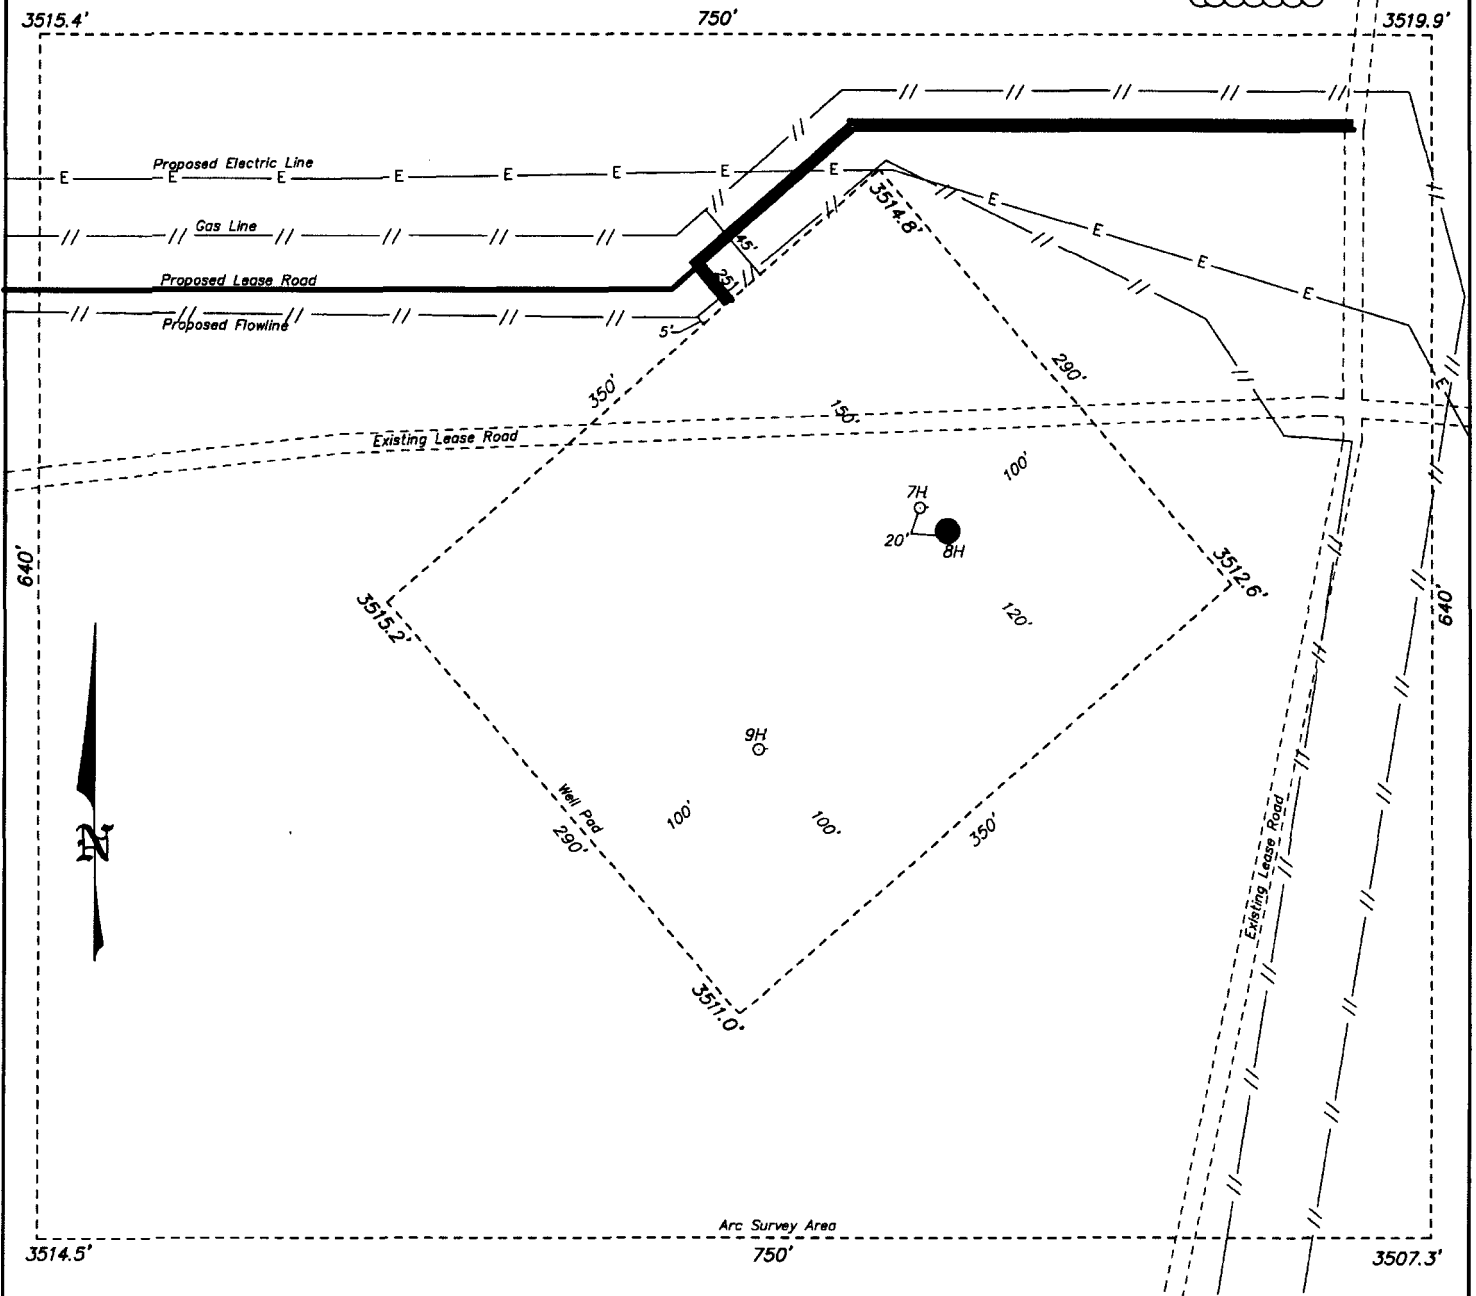 3515.4'
750'
3519.9'
Proposed Electric Line
E E E E E E E E
3514.8'
E
E
E
E
Gas Line
45'
Proposed Lease Road
25'
Proposed Flowline
5'
350'
290'
E
150'
Existing Lease Road
100'
7H
20'
8H
640'
3512.6'
3515.2'
120'
640'
9H
Well Pad
100'
100'
350'
290'
N
Existing Lease Road
3511.0'
Arc Survey Area
3514.5'
750'
3507.3'